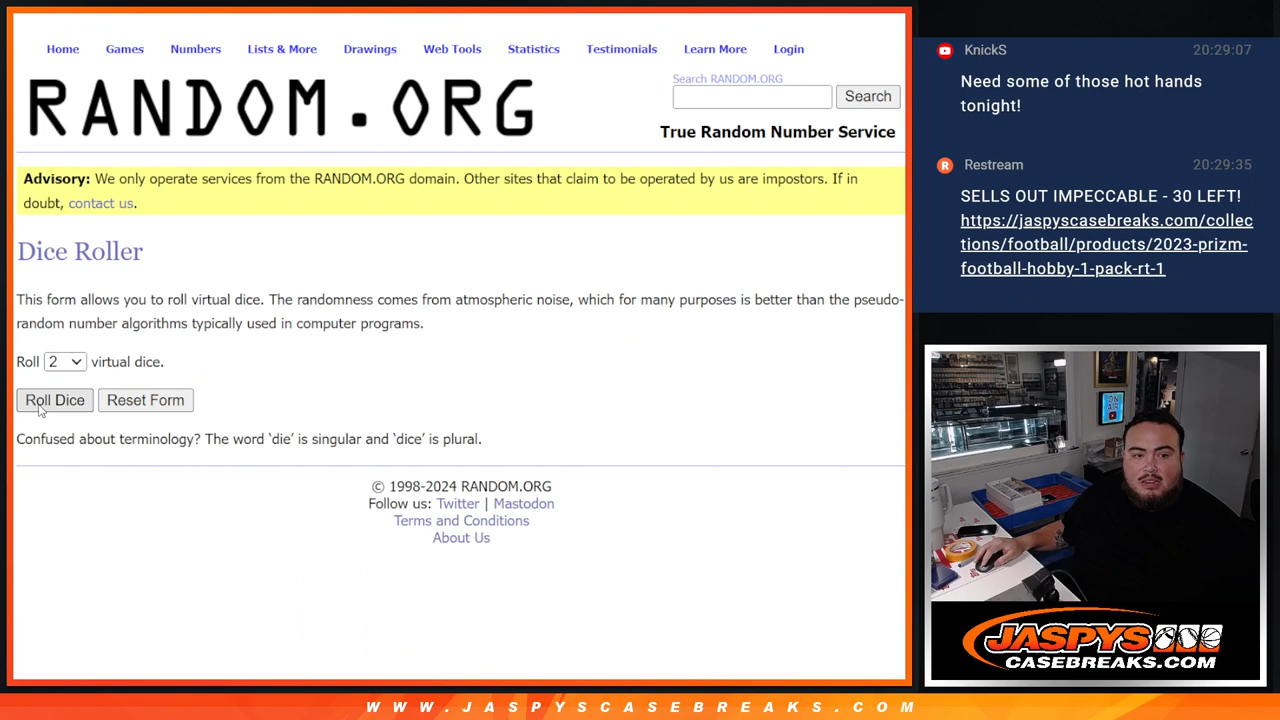 Home Games Numbers Lists & More Drawings Web Tools Statistics Testimonials Learn More Login
RANDOM.ORG
Search RANDOM.ORG
Search
True Random Number Service
Advisory: We only operate services from the RANDOM.ORG domain. Other sites that claim to be operated by us are impostors. If in
doubt, contact us.
Dice Roller
This form allows you to roll virtual dice. The randomness comes from atmospheric noise, which for many purposes is better than the pseudo-
random number algorithms typically used in computer programs.
Roll 2 virtual dice.
Roll Dice Reset Form
Confused about terminology? The word ‘die’ is singular and ‘dice’ is plural.
© 1998-2024 RANDOM.ORG
Follow us: Twitter | Mastodon
Terms and Conditions
About Us
KnickS 20:29:07
Need some of those hot hands
tonight!
Restream 20:29:35
SELLS OUT IMPECCABLE - 30 LEFT!
https://jaspyscasebreaks.com/collec
tions/football/products/2023-prizm-
football-hobby-1-pack-rt-1
ON
AIR
JASPYS
CASEBREAKS.COM
WWW.JASPYSCASEBREAKS.COM